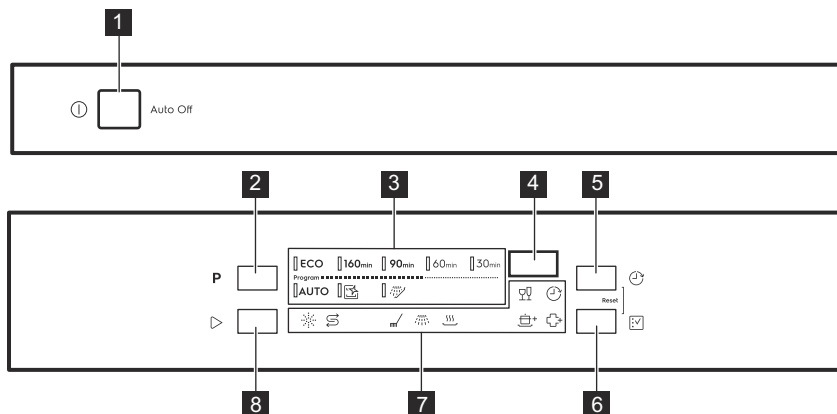 1
Auto Off
2 3 4 5
ECO 160min 90min 60min 30min
P
Program
AUTO
Reset
8 7 6